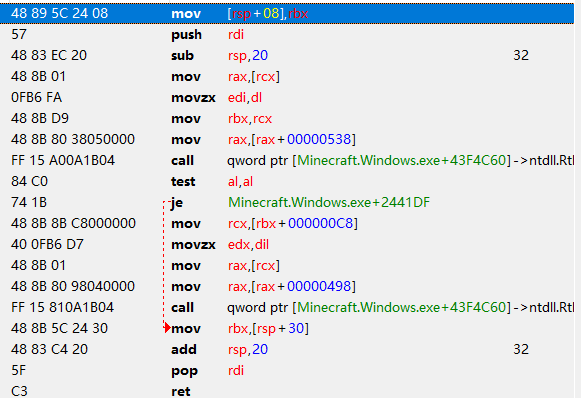 48 89 5C 24 08 mov [rsp+08],rbx
57 push rdi
48 83 EC 20 sub rsp,20 32
48 8B 01 mov rax,[rcx]
0FB6 FA movzx edi,dl
48 8B D9 mov rbx,rcx
48 8B 80 38050000 mov rax,[rax+00000538]
FF 15 A00A1B04 call qword ptr [Minecraft.Windows.exe+43F4C60]->ntdll.Rtl
84 C0 test al,al
74 1B je Minecraft.Windows.exe+2441DF
48 8B 8B C8000000 mov rcx,[rbx+000000C8]
40 0FB6 D7 movzx edx,dil
48 8B 01 mov rax,[rcx]
48 8B 80 98040000 mov rax,[rax+00000498]
FF 15 810A1B04 call qword ptr [Minecraft.Windows.exe+43F4C60]->ntdll.Rtl
48 8B 5C 24 30 mov rbx,[rsp+30]
48 83 C4 20 add rsp,20 32
5F pop rdi
C3 ret